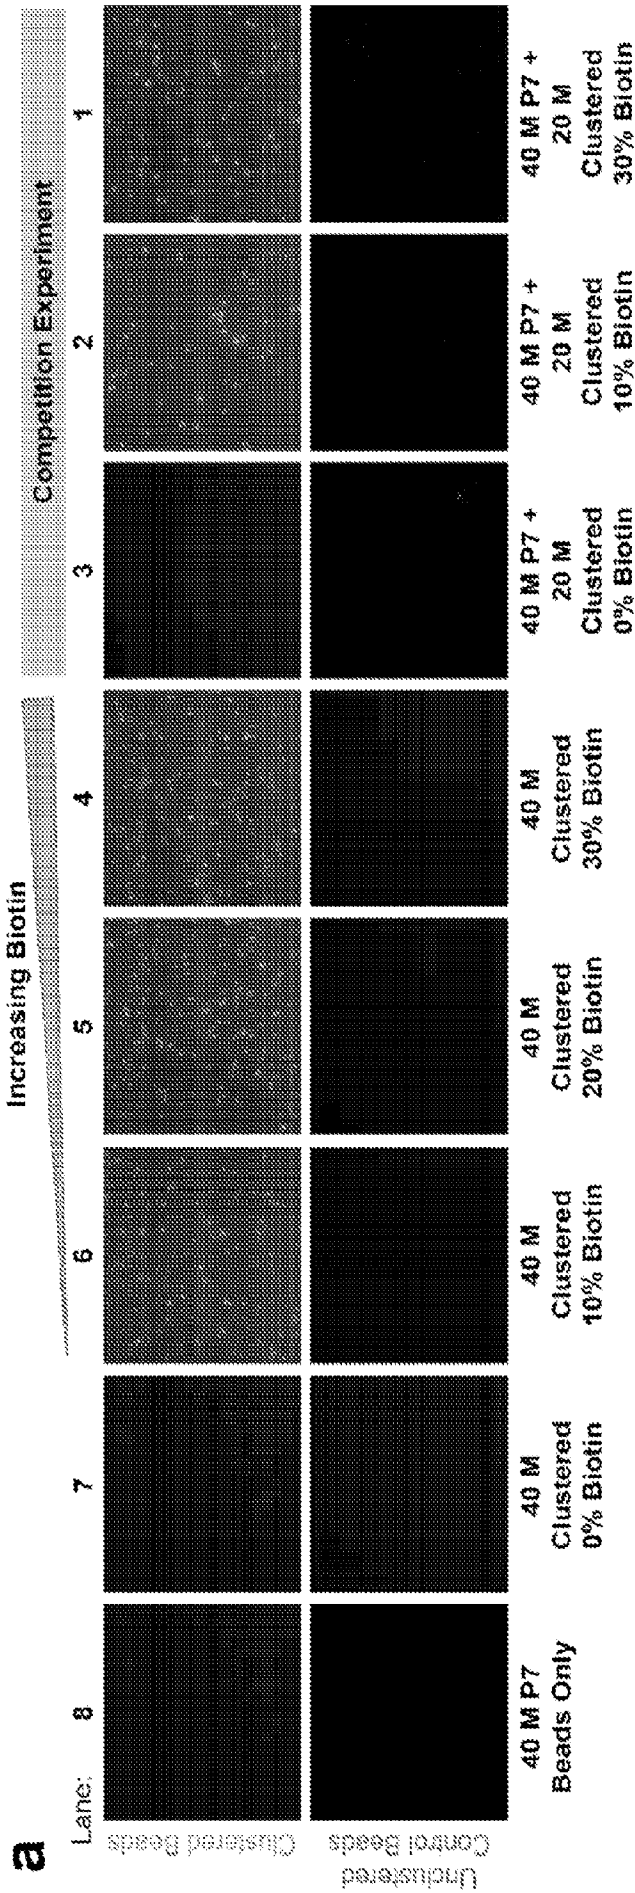 a
Increasing Biotin
Competition Experiment
Lane:
8
7
6
5
4
3
2
1
Clustered Beads
Unclustered
Control Beads
40 M P7
Beads Only
40 M
Clustered
0% Biotin
40 M
Clustered
10% Biotin
40 M
Clustered
20% Biotin
40 M
Clustered
30% Biotin
40 M P7 +
20 M
Clustered
0% Biotin
40 M P7 +
20 M
Clustered
10% Biotin
40 M P7 +
20 M
Clustered
30% Biotin